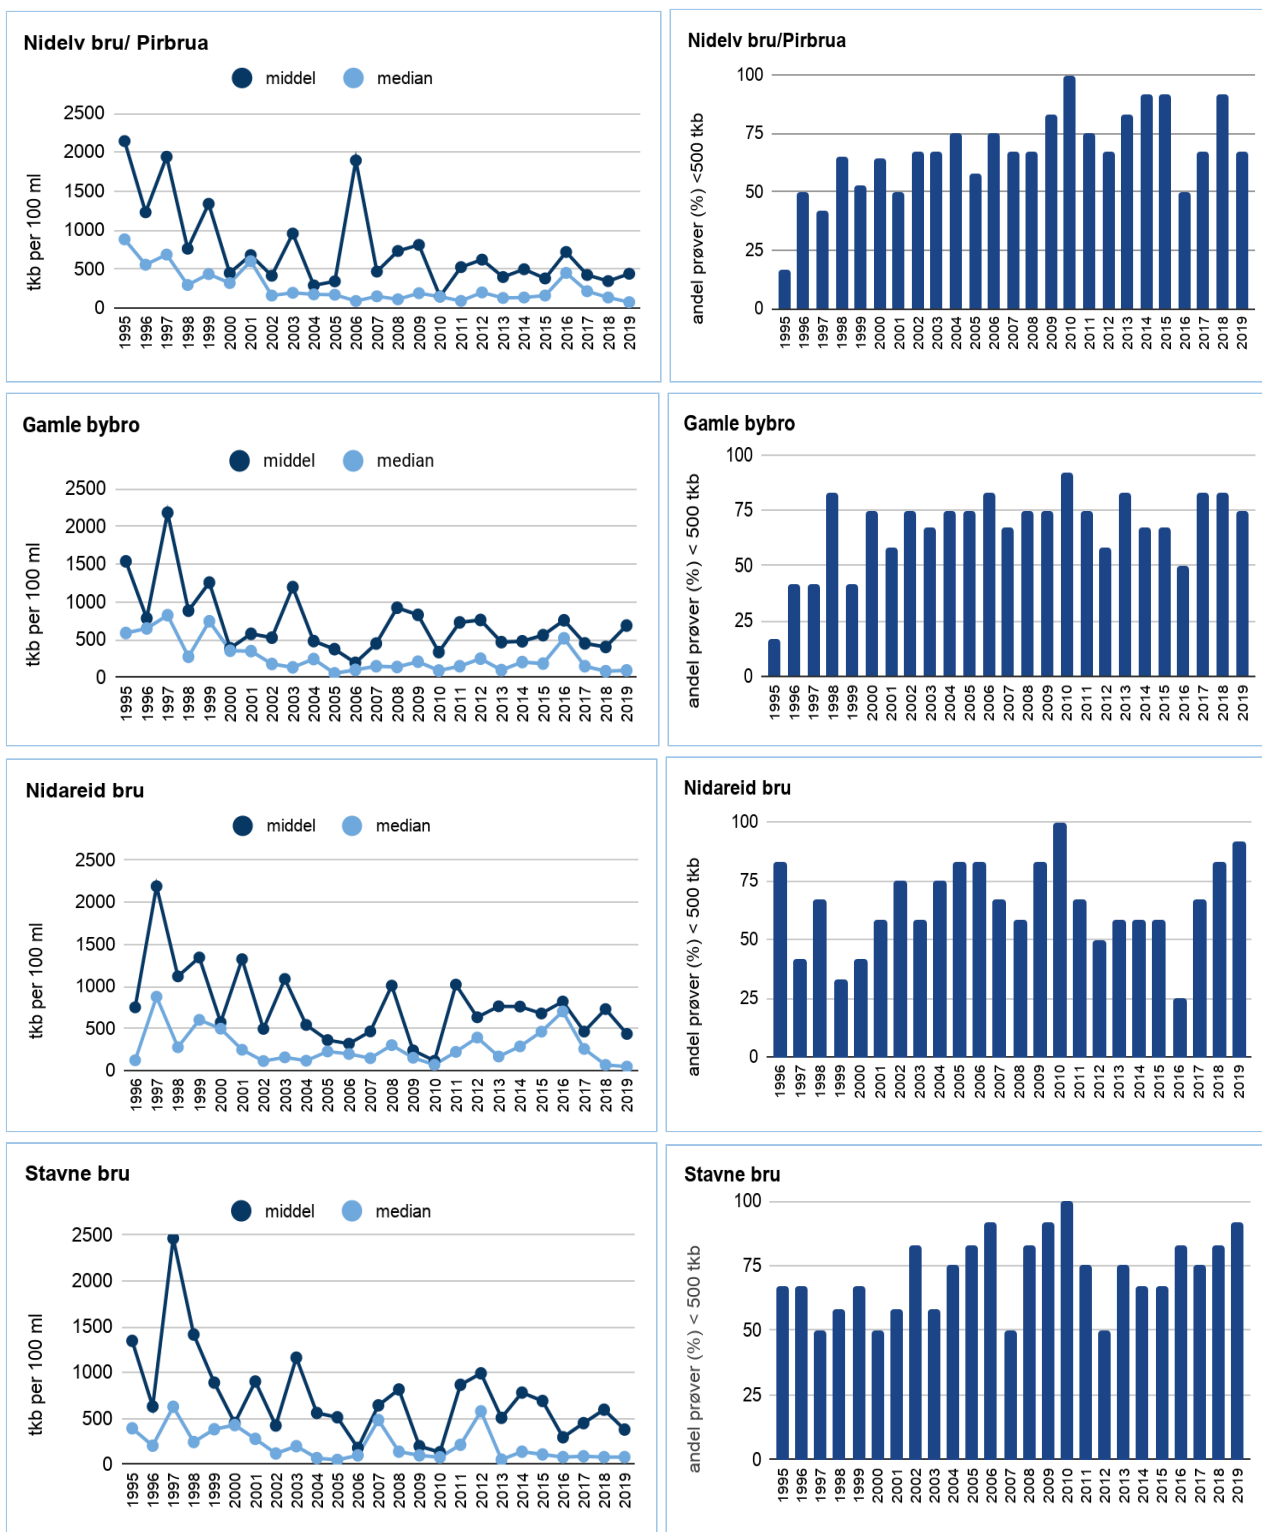 Nidelv bru/ Pirbrua
middel median
tkb per 100 ml
2500
2000
1500
1000
500
0
1995 1996 1997 1998 1999 2000 2001 2002 2003 2004 2005 2006 2007 2008 2009 2010 2011 2012 2013 2014 2015 2016 2017 2018 2019
Nidelv bru/Pirbrua
andel prøver (%) <500 tkb
100
75
50
25
0
1995 1996 1997 1998 1999 2000 2001 2002 2003 2004 2005 2006 2007 2008 2009 2010 2011 2012 2013 2014 2015 2016 2017 2018 2019
Gamle bybro
middel median
tkb per 100 ml
2500
2000
1500
1000
500
0
1995 1996 1997 1998 1999 2000 2001 2002 2003 2004 2005 2006 2007 2008 2009 2010 2011 2012 2013 2014 2015 2016 2017 2018 2019
Gamle bybro
andel prøver (%) < 500 tkb
100
75
50
25
0
1995 1996 1997 1998 1999 2000 2001 2002 2003 2004 2005 2006 2007 2008 2009 2010 2011 2012 2013 2014 2015 2016 2017 2018 2019
Nidareid bru
middel median
tkb per 100 ml
2500
2000
1500
1000
500
0
1996 1997 1998 1999 2000 2001 2002 2003 2004 2005 2006 2007 2008 2009 2010 2011 2012 2013 2014 2015 2016 2017 2018 2019
Nidareid bru
andel prøver (%) < 500 tkb
100
75
50
25
0
1996 1997 1998 1999 2000 2001 2002 2003 2004 2005 2006 2007 2008 2009 2010 2011 2012 2013 2014 2015 2016 2017 2018 2019
Stavne bru
middel median
tkb per 100 ml
2500
2000
1500
1000
500
0
1995 1996 1997 1998 1999 2000 2001 2002 2003 2004 2005 2006 2007 2008 2009 2010 2011 2012 2013 2014 2015 2016 2017 2018 2019
Stavne bru
andel prøver (%) < 500 tkb
100
75
50
25
0
1995 1996 1997 1998 1999 2000 2001 2002 2003 2004 2005 2006 2007 2008 2009 2010 2011 2012 2013 2014 2015 2016 2017 2018 2019